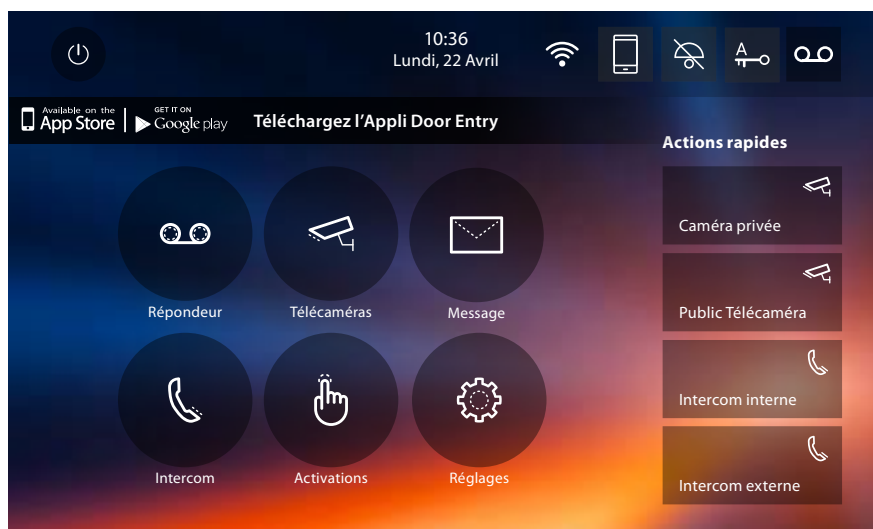 10:36
Lundi, 22 Avril
A
Available on the
App Store
GET IT ON
Google play
Téléchargez l'Appli Door Entry
Actions rapides
Répondeur
Télécaméras
Message
Intercom
Activations
Réglages
Caméra privée
Public Télécaméra
Intercom interne
Intercom externe